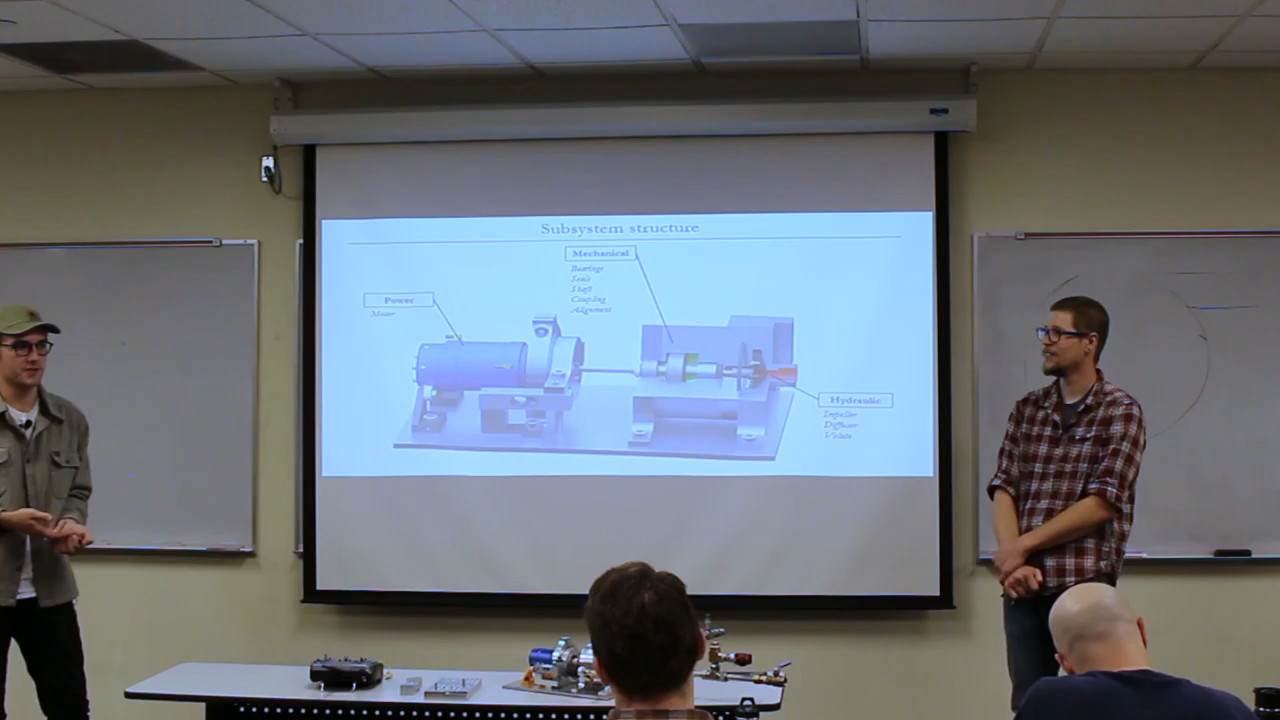 Subsystem structure
Mechanical
Bearings
Seals
Shaft
Coupling
Alignment
Power
Motor
Hydraulic
Impeller
Diffuser
Volute